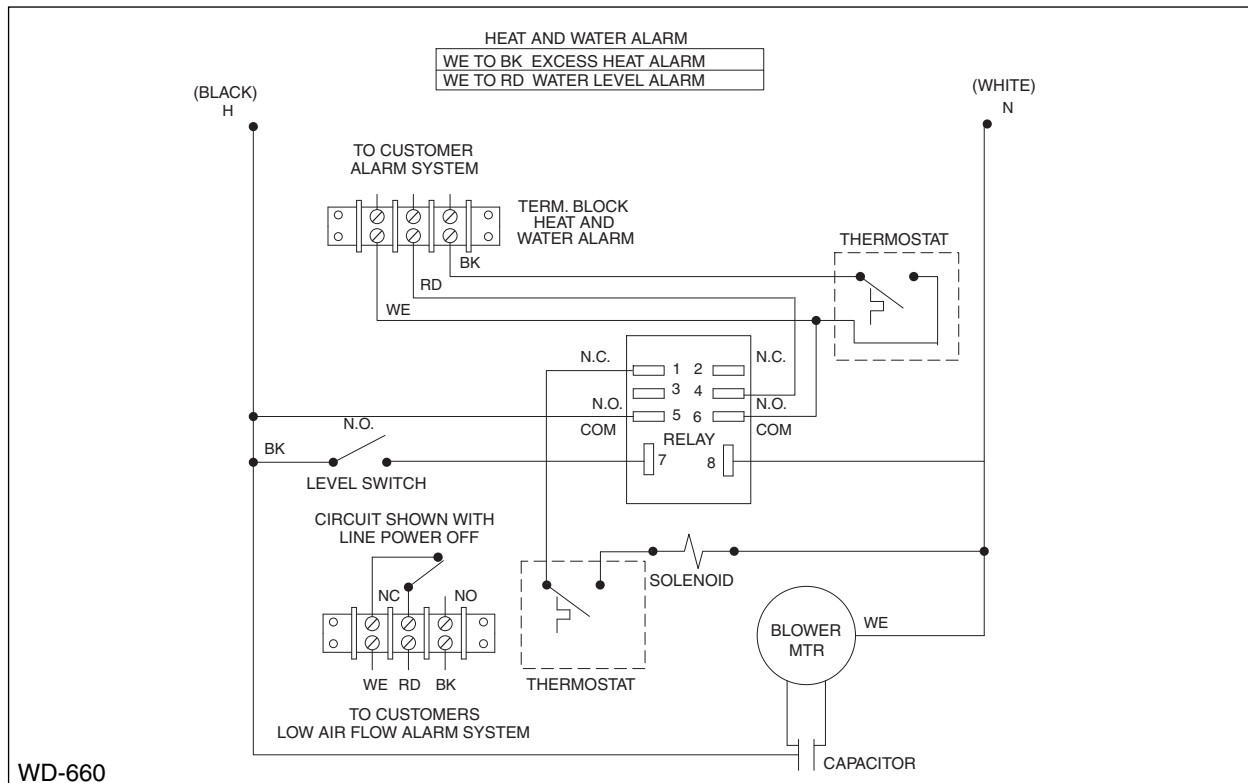 HEAT AND WATER ALARM
WE TO BK EXCESS HEAT ALARM
WE TO RD WATER LEVEL ALARM
(BLACK)
H
(WHITE)
N
TO CUSTOMER
ALARM SYSTEM
TERM. BLOCK
HEAT AND
WATER ALARM
THERMOSTAT
BK
RD
WE
N.C.
1 2
N.C.
3 4
N.O.
5 6
N.O.
COM
RELAY
COM
7 8
N.O.
BK
LEVEL SWITCH
CIRCUIT SHOWN WITH
LINE POWER OFF
NC
NO
WE RD BK
TO CUSTOMERS
LOW AIR FLOW ALARM SYSTEM
SOLENOID
THERMOSTAT
BLOWER
MTR
WE
CAPACITOR
WD-660